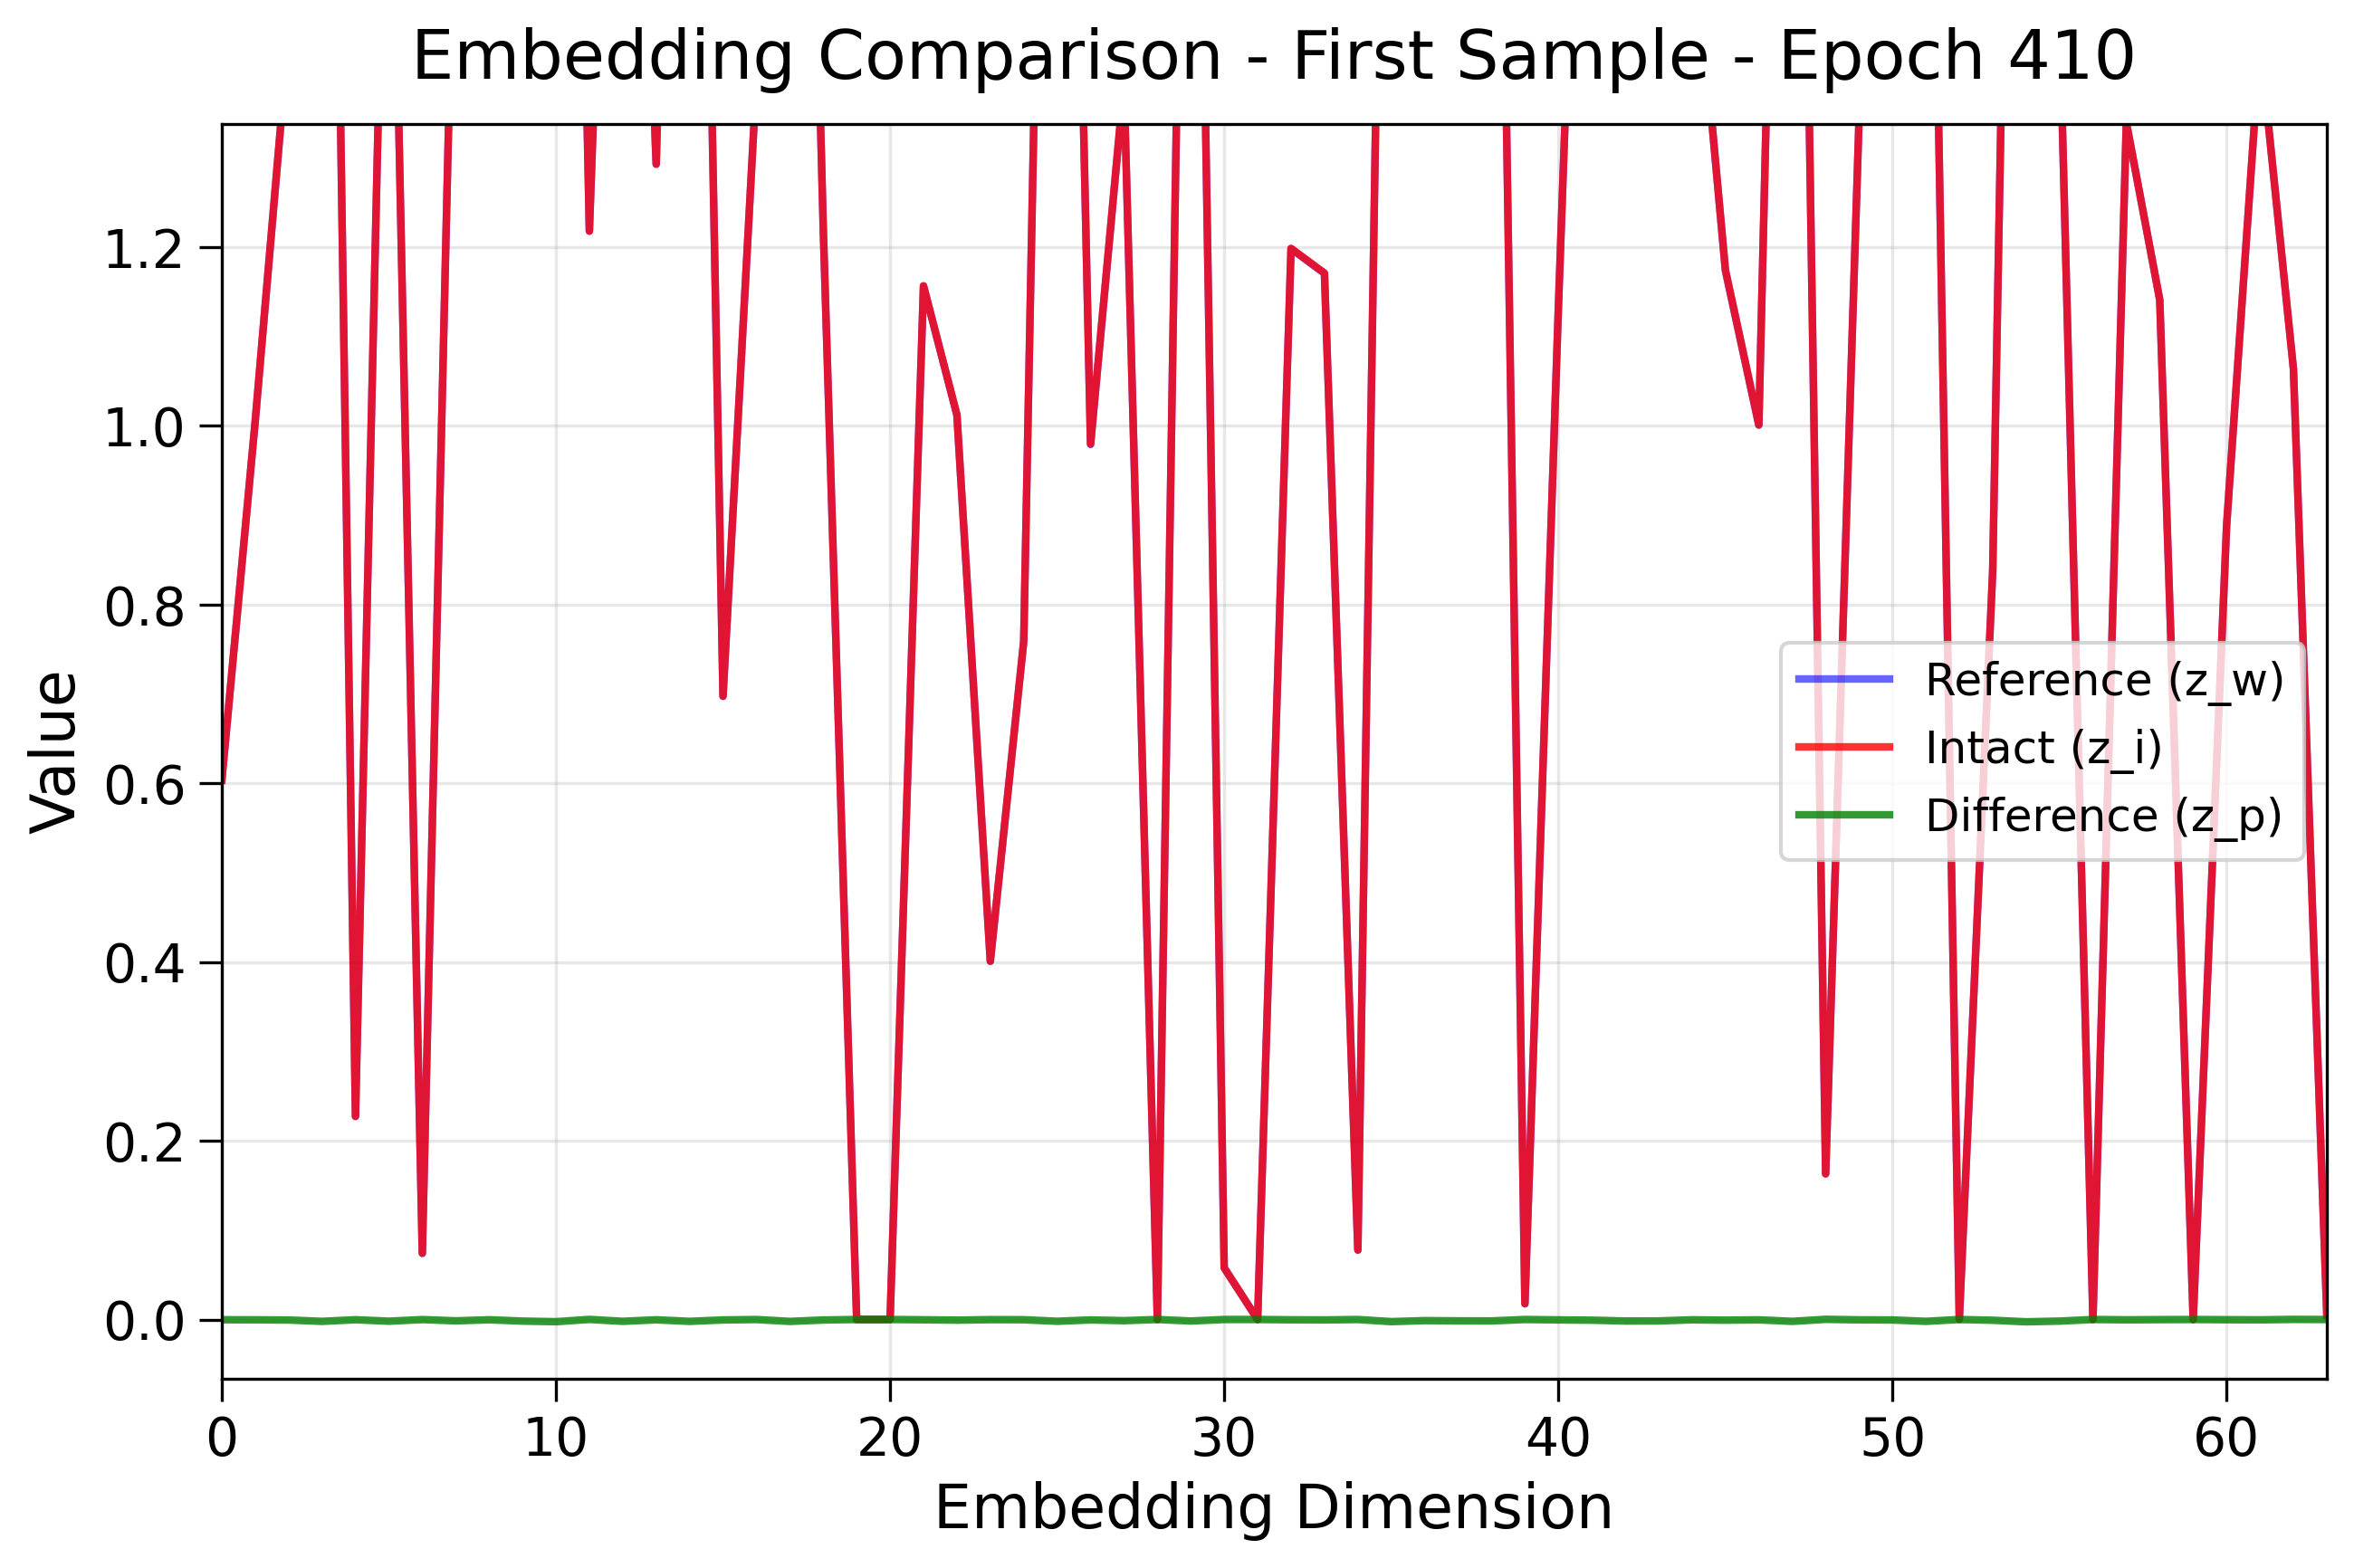 Embedding Comparison - First Sample - Epoch 410
1.2
1.0
0.8
0.6
0.4
0.2
0.0
Value
Reference (z_w)
Intact (z_i)
Difference (z_p)
0 10 20 30 40 50 60
Embedding Dimension